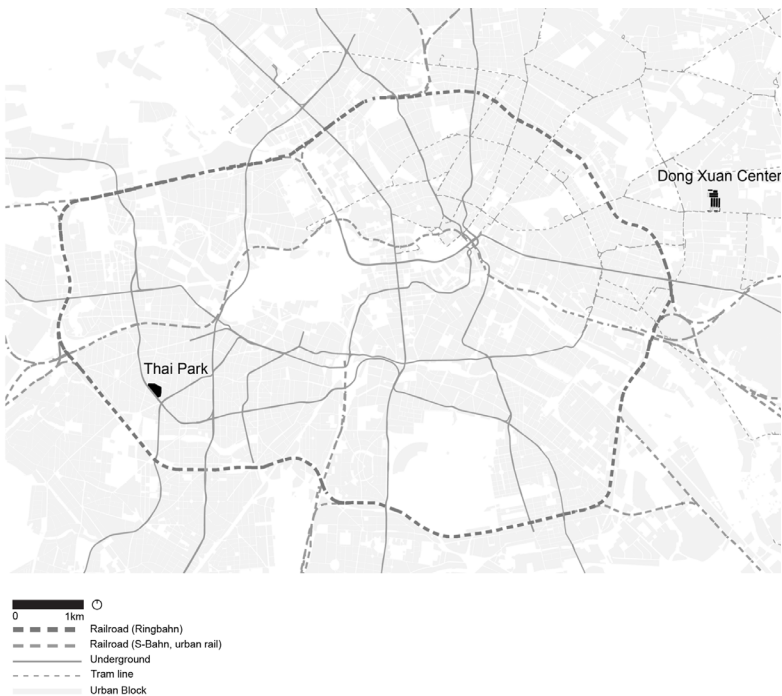 Dong Xuan Center
Thai Park
0 1km
Railroad (Ringbahn)
Railroad (S-Bahn, urban rail)
Underground
Tram line
Urban Block